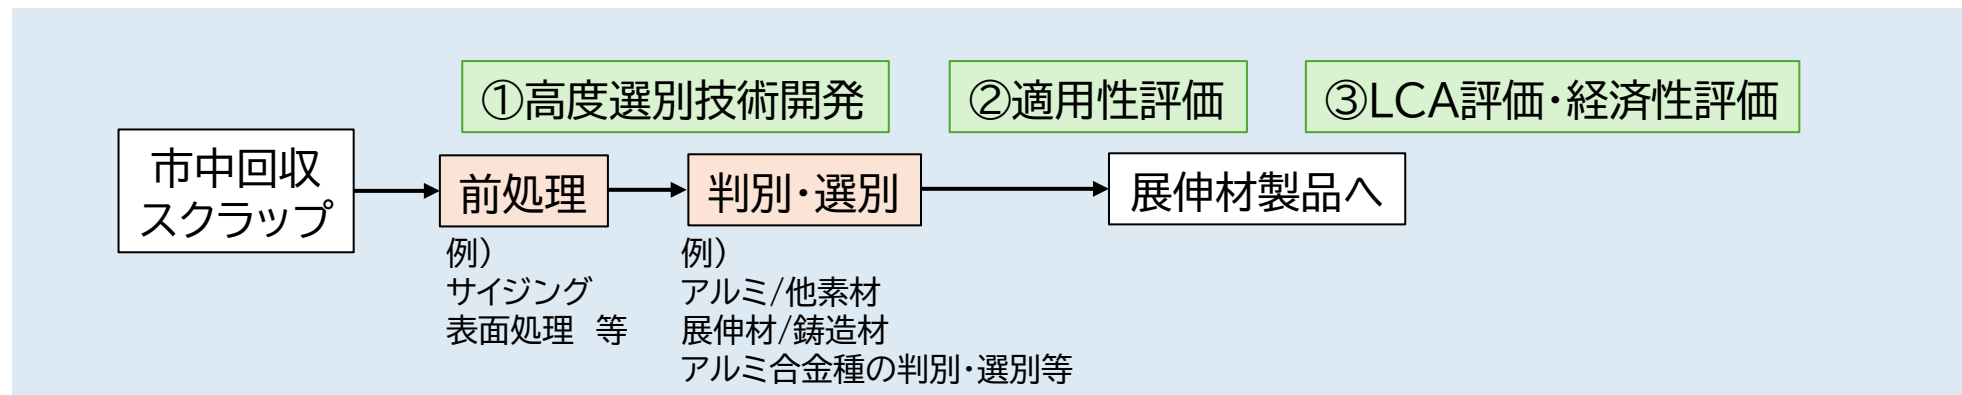 ①高度選別技術開発
②適用性評価
③LCA評価・経済性評価
市中回収
スクラップ
前処理
判別・選別
展伸材製品へ
例）
サイジング
表面処理　等
例）
アルミ/他素材
展伸材/鋳造材
アルミ合金種の判別・選別等